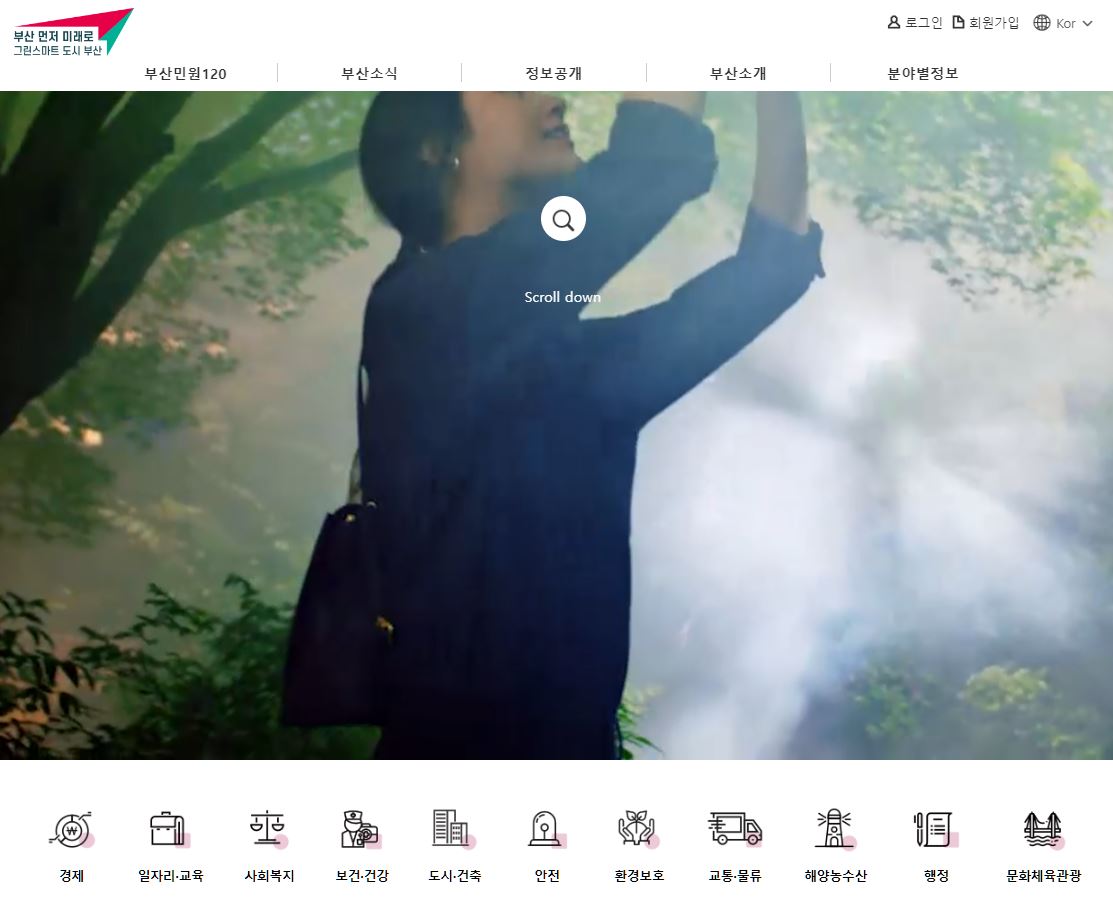 부산 먼저 미래로
그린스마트 도시 부산
로그인 회원가입 Kor
부산민원120 부산소식 정보공개 부산소개 분야별정보
Scroll down
경제 일자리·교육 사회복지 보건·건강 도시·건축 안전 환경보호 교통·물류 해양농수산 행정 문화체육관광